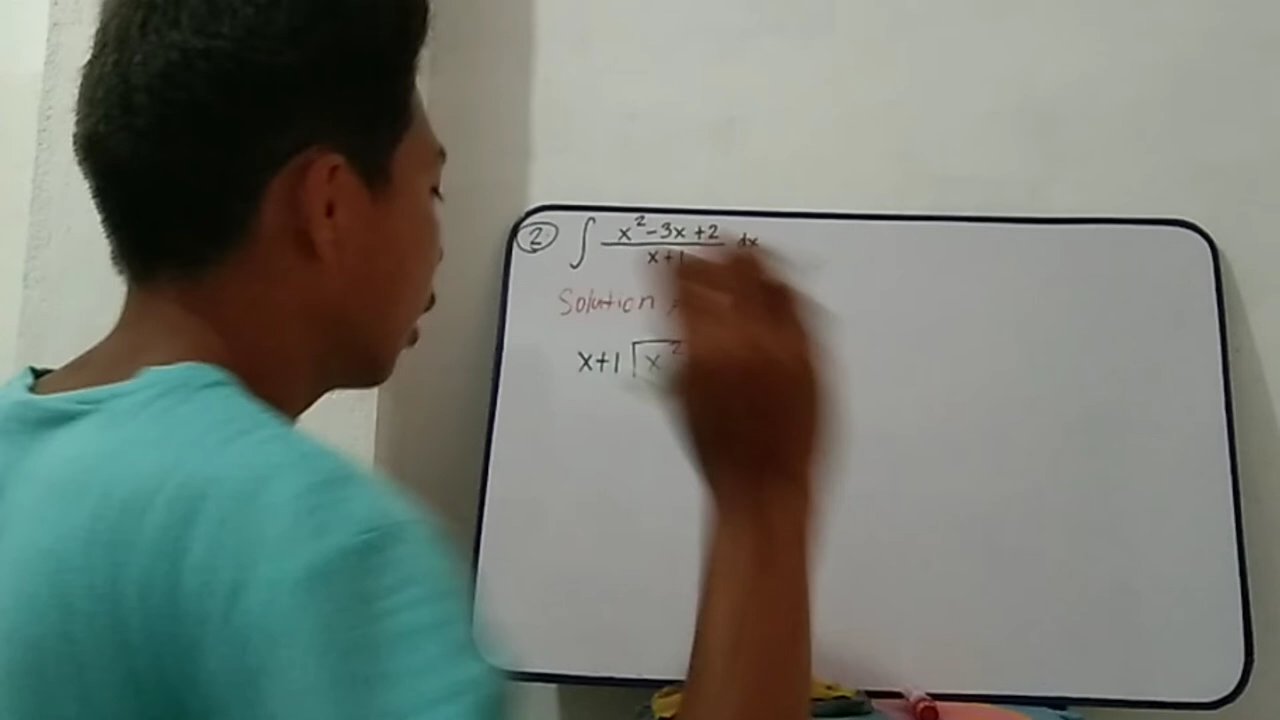 ② ∫ x²-3x+2 dx
x+1
Solution
x+1 x²